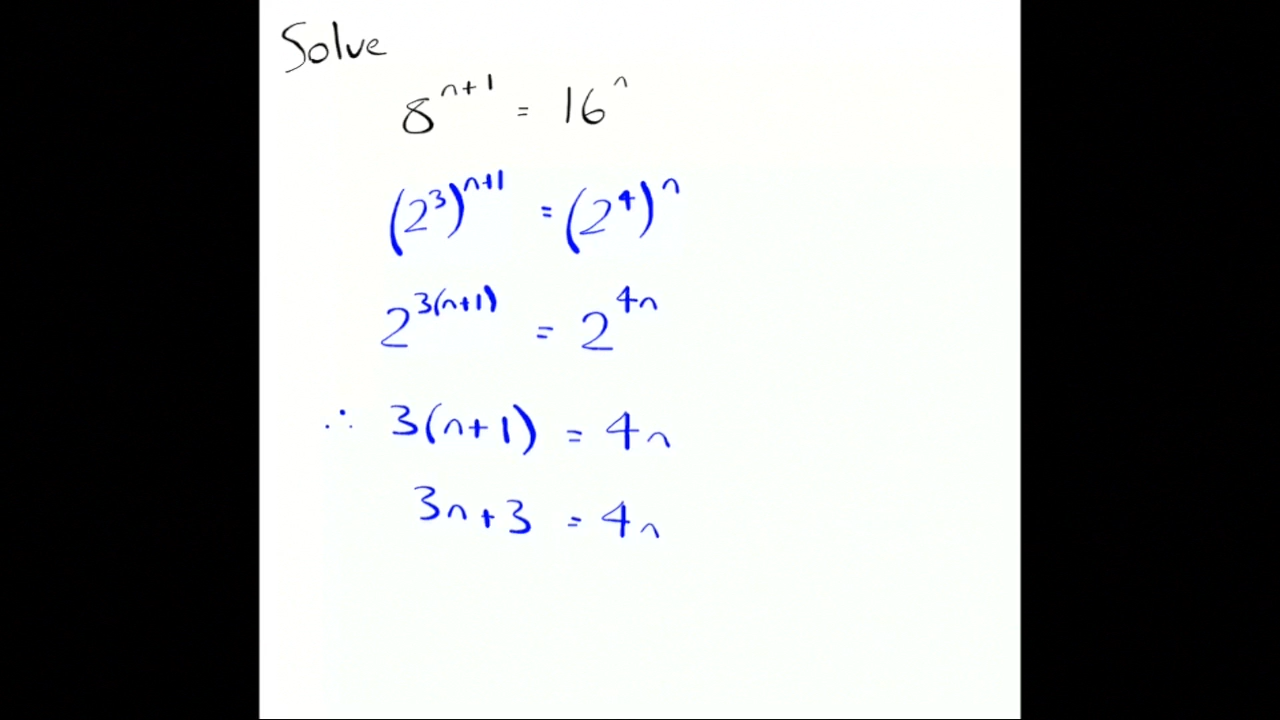 Solve
8^{n+1} = 16^n
(2^3)^{n+1} = (2^4)^n
2^{3(n+1)} = 2^{4n}
∴ 3(n+1) = 4n
3n+3 = 4n